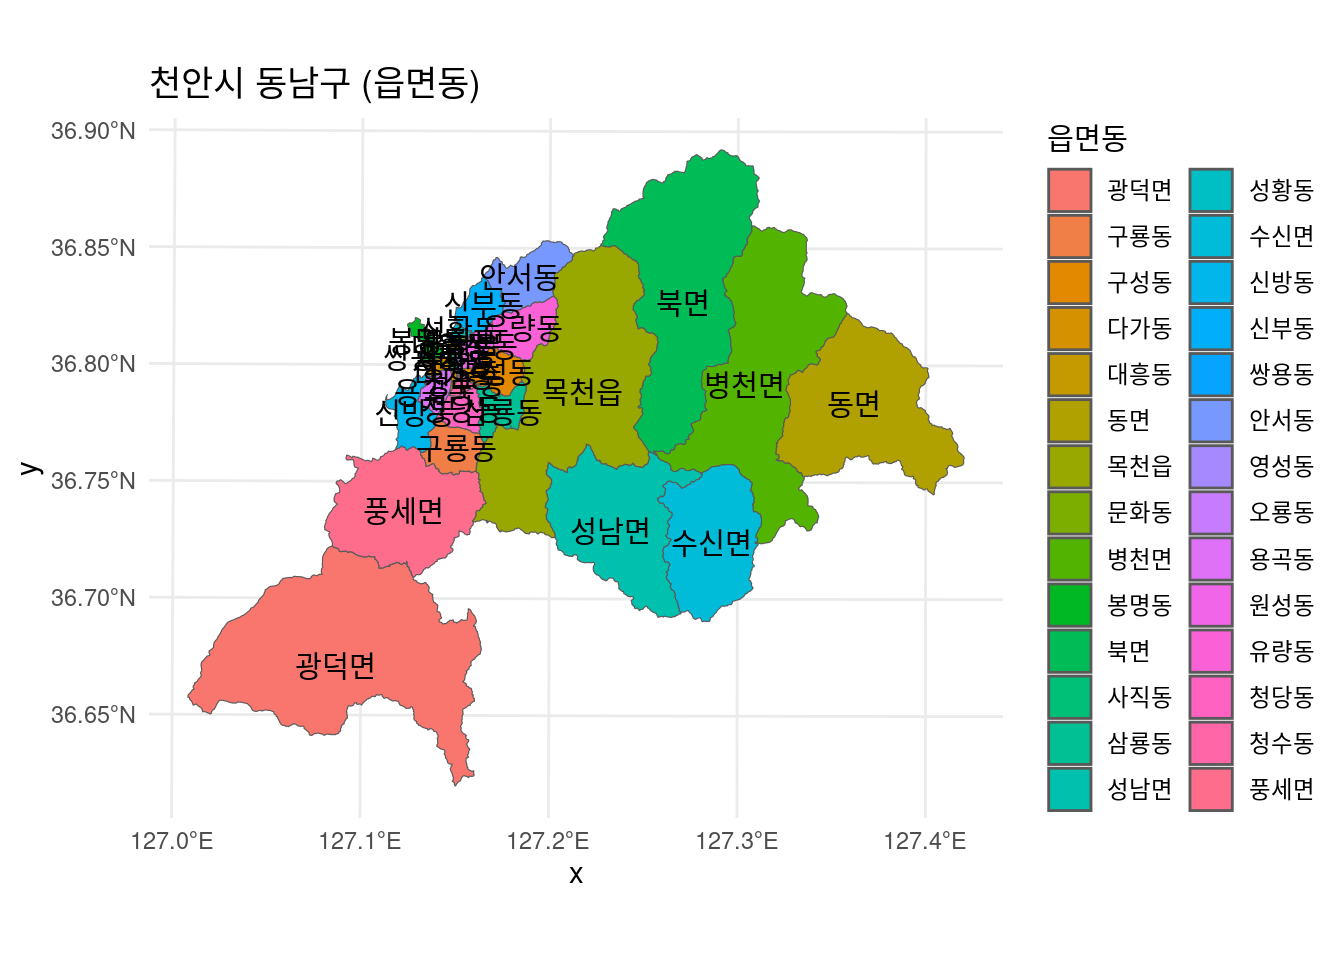 천안시 동남구 (읍면동)
36.90°N
36.85°N
36.80°N
36.75°N
36.70°N
36.65°N
y
안서동
신부동
북면
목천읍
병천면
동면
구룡동
풍세면
성남면
수신면
광덕면
127.0°E 127.1°E 127.2°E 127.3°E 127.4°E
x
읍면동
광덕면
구룡동
구성동
다가동
대흥동
동면
목천읍
문화동
병천면
봉명동
북면
사직동
삼룡동
성남면
성황동
수신면
신방동
신부동
쌍용동
안서동
영성동
오룡동
용곡동
원성동
유량동
청당동
청수동
풍세면